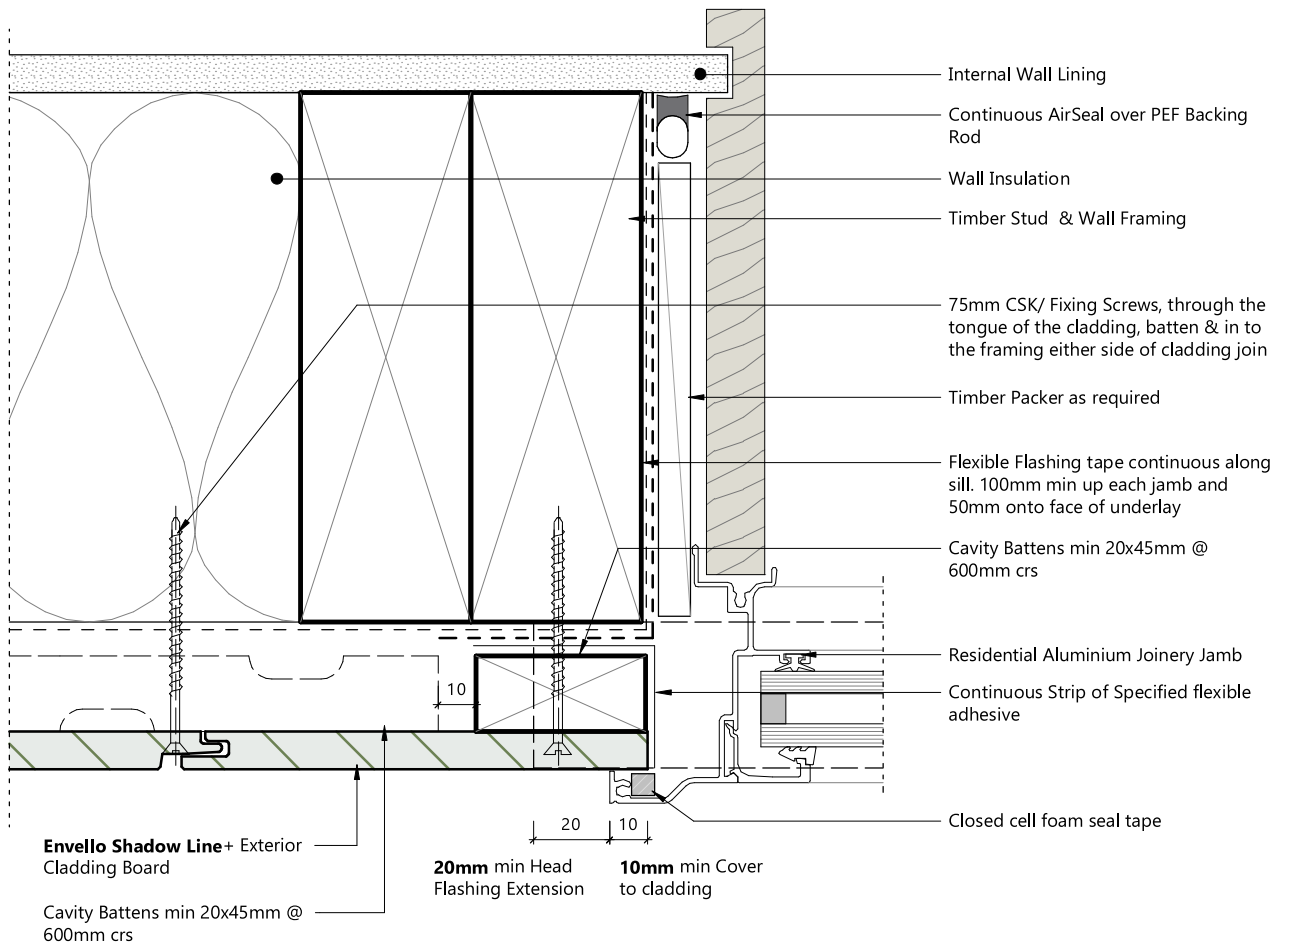 Internal Wall Lining
Continuous AirSeal over PEF Backing
Rod
Wall Insulation
Timber Stud & Wall Framing
75mm CSK/ Fixing Screws, through the
tongue of the cladding, batten & in to
the framing either side of cladding join
Timber Packer as required
Flexible Flashing tape continuous along
sill. 100mm min up each jamb and
50mm onto face of underlay
Cavity Battens min 20x45mm @
600mm crs
Residential Aluminium Joinery Jamb
Continuous Strip of Specified flexible
adhesive
Closed cell foam seal tape
10
20
10
Envello Shadow Line+ Exterior
Cladding Board
20mm min Head
Flashing Extension
10mm min Cover
to cladding
Cavity Battens min 20x45mm @
600mm crs